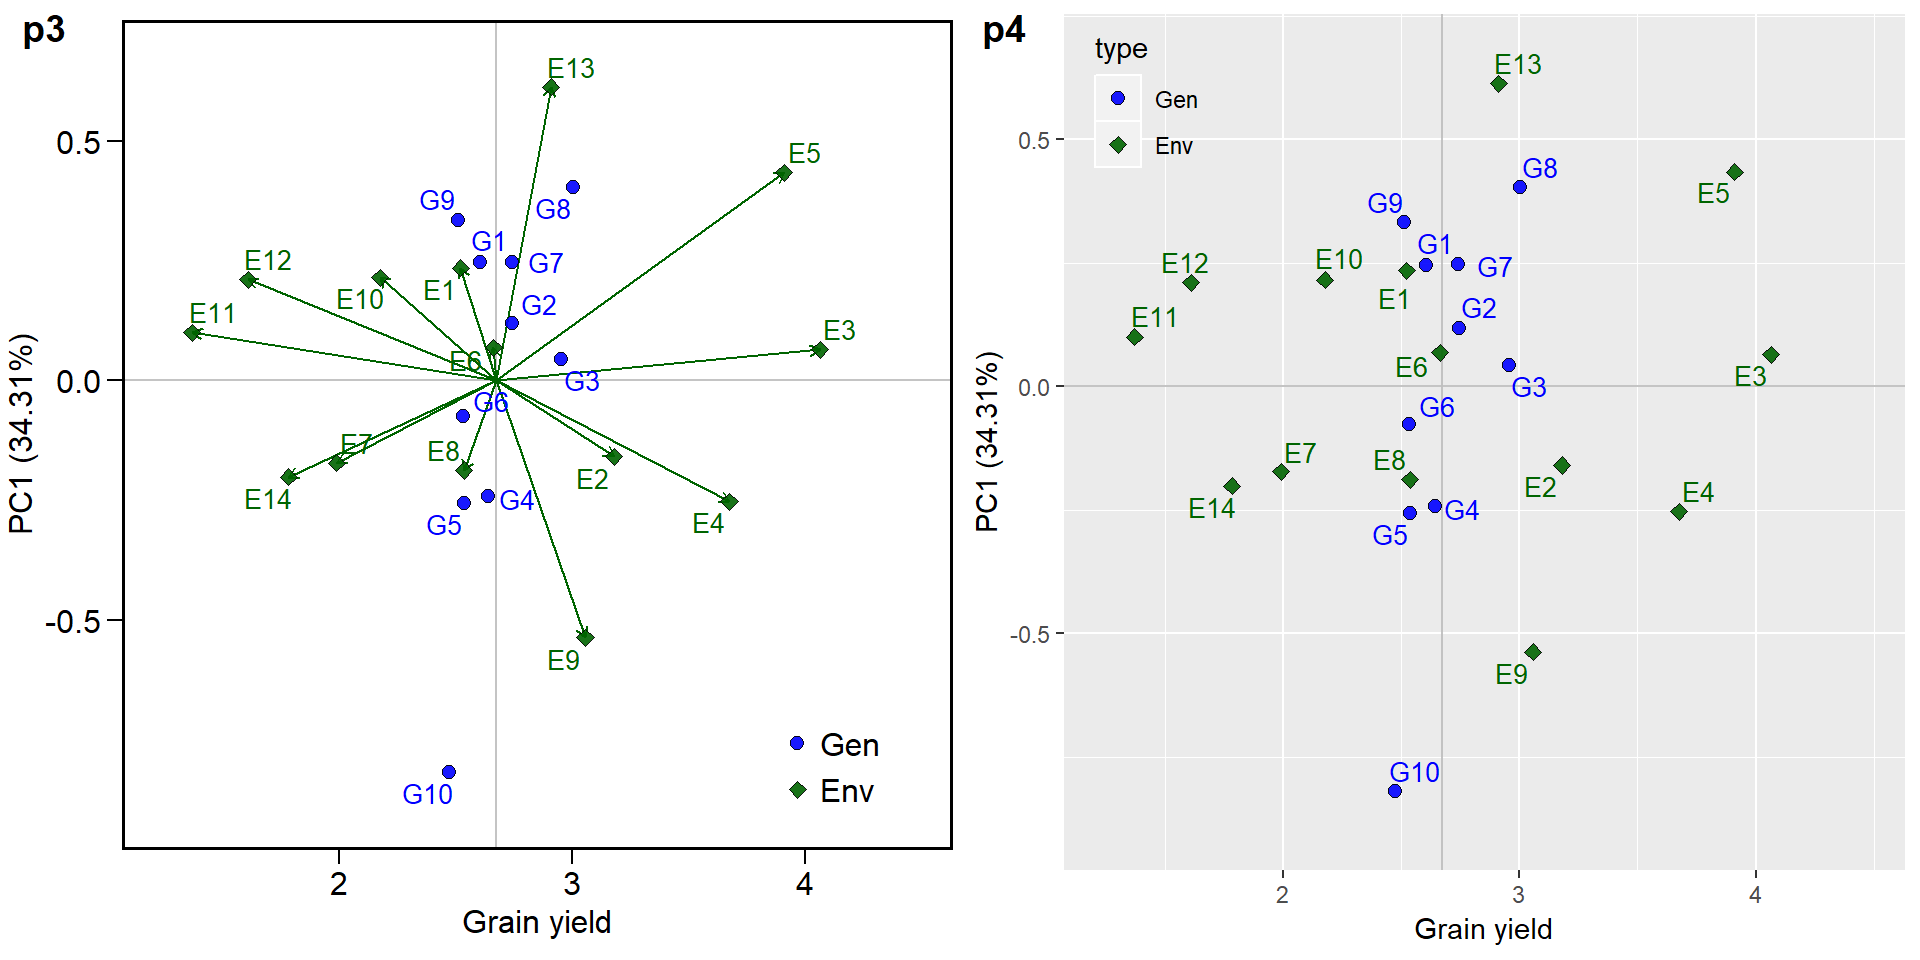 p3
E13
0.5
E5
G9
G8
G1
E12
G7
E10
E1
G2
E11
E3
E6
0.0
G3
G6
E7
E8
E2
E14
G4
G5
E4
-0.5
E9
G10
Gen
Env
2
3
4
Grain yield
PC1 (34.31%)
p4
type
Gen
Env
E13
0.5
G8
E5
G9
G1
E12
E10
G7
E1
G2
E11
E6
E3
0.0
G3
G6
E7
E8
E2
E4
E14
G4
G5
-0.5
E9
G10
2
3
4
Grain yield
PC1 (34.31%)